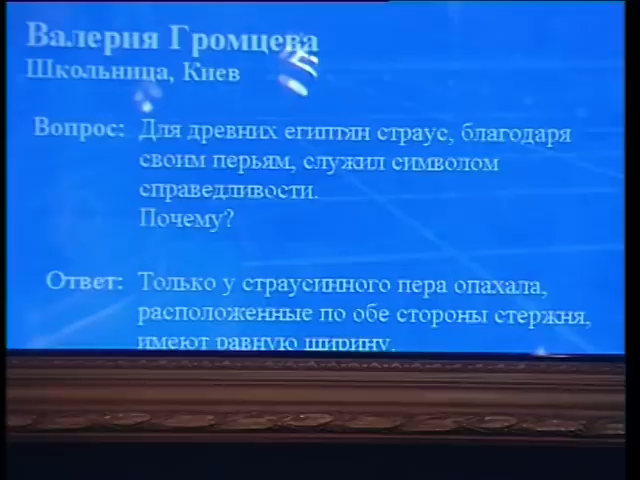 Валерия Громцева
Школьница, Киев
Вопрос: Для древних египтян страус, благодаря
своим перьям, служил символом
справедливости.
Почему?
Ответ: Только у страусинного пера опахала,
расположенные по обе стороны стержня,
имеют равную ширину.